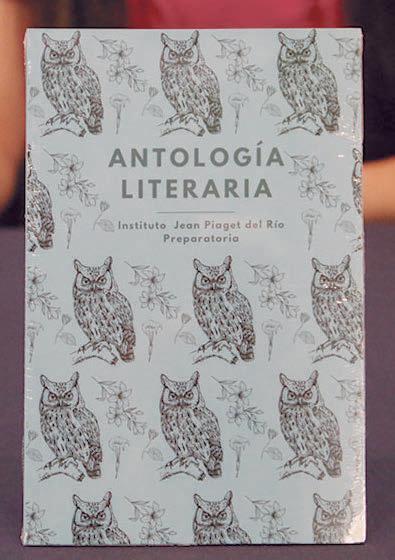 ANTOLOGÍA
LITERARIA
Instituto Jean Piaget del Río
Preparatoria